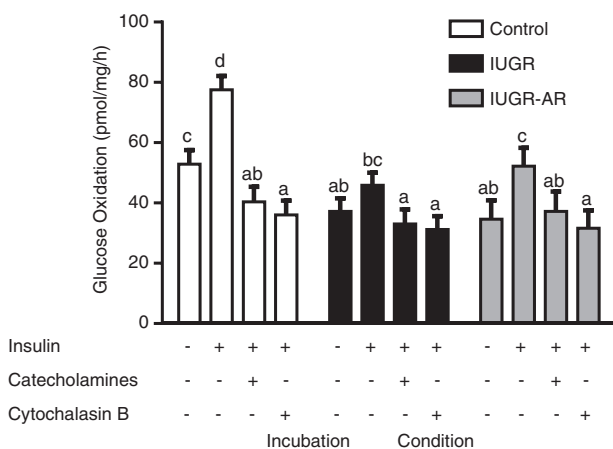 100
80
60
40
20
0
Glucose Oxidation (pmol/mg/h)
Control
IUGR
IUGR-AR
c d ab a ab bc a a ab c ab a
Insulin - + + + - + + + - + + +
Catecholamines - - + - - - + - - - + -
Cytochalasin B - - - + - - - + - - - +
Incubation Condition